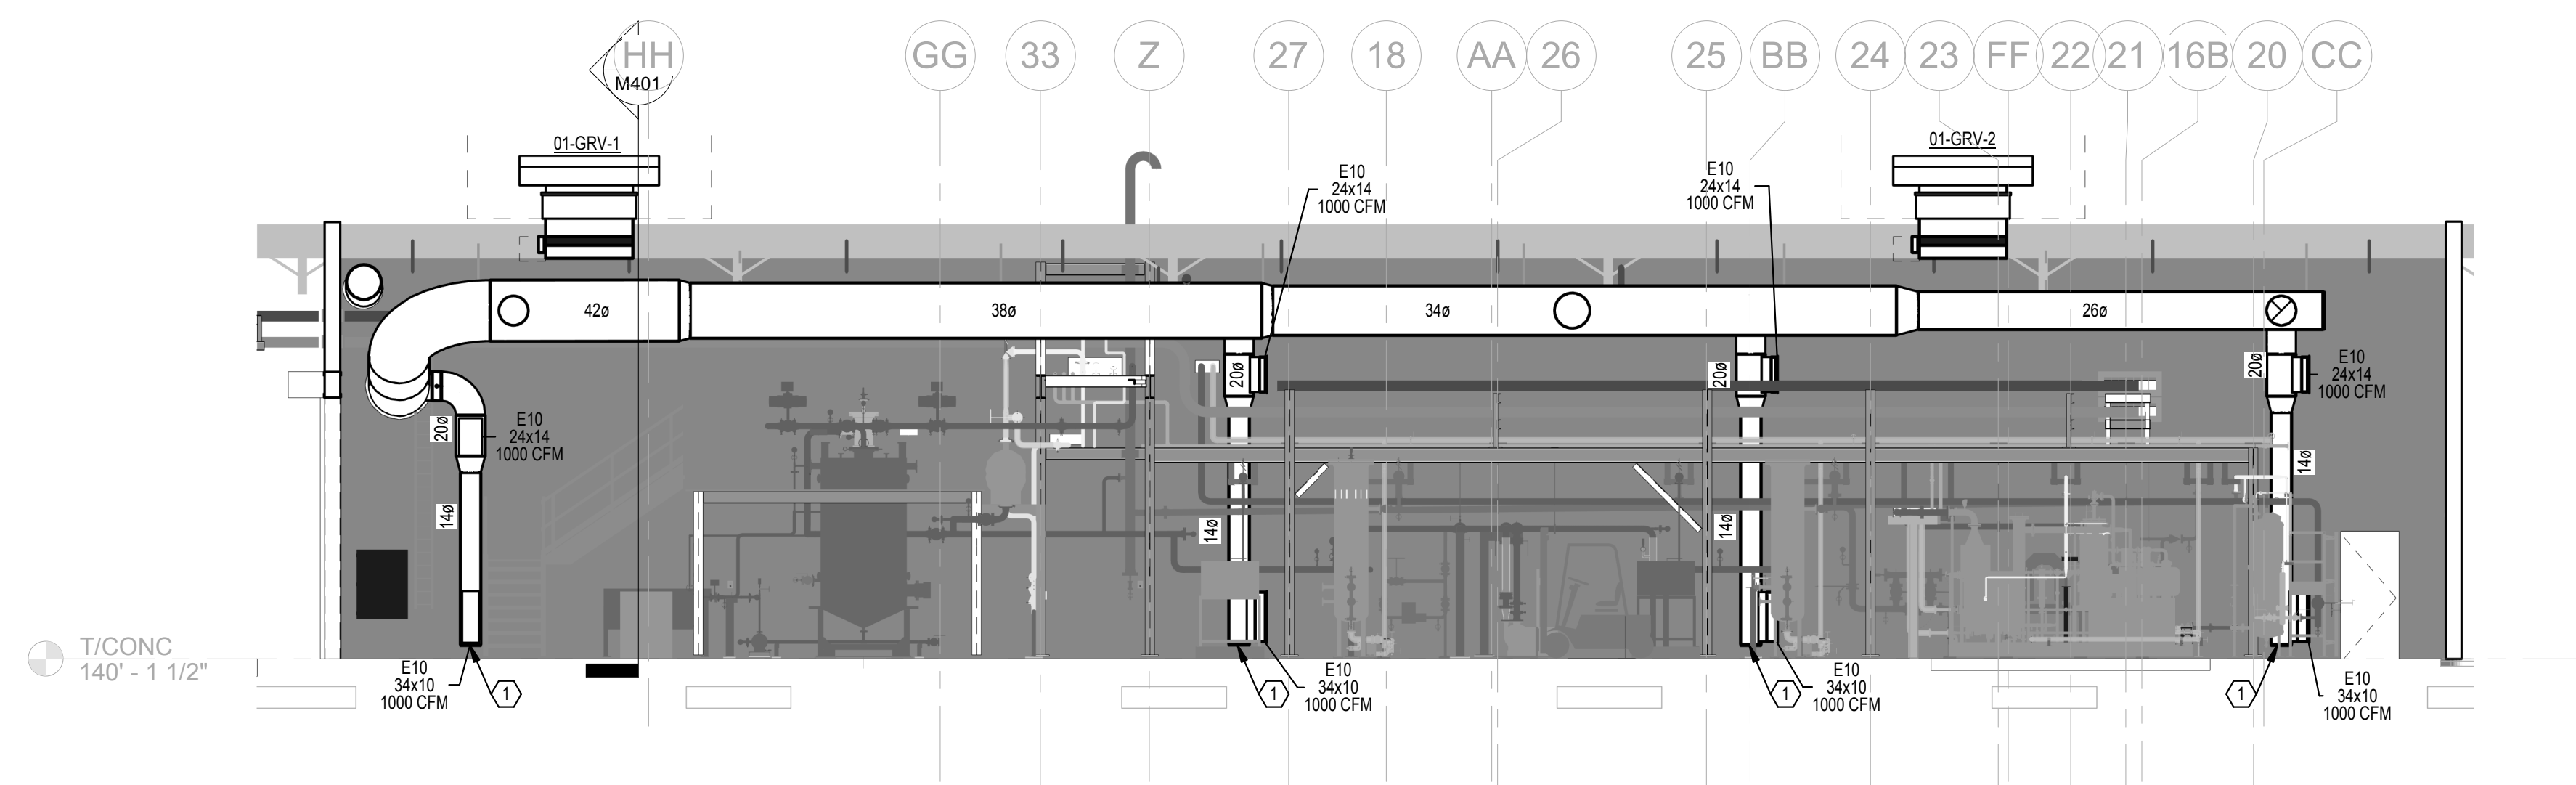 HH
GG
33
Z
27
18
AA
26
25
BB
24
23
FF
22
21
16B
20
CC
M401
01-GRV-1
01-GRV-2
E10
24x14
1000 CFM
E10
24x14
1000 CFM
42ø
38ø
34ø
26ø
20ø
20ø
20ø
E10
24x14
1000 CFM
20ø
E10
24x14
1000 CFM
14ø
14ø
14ø
14ø
T/CONC
140' - 1 1/2"
E10
34x10
1000 CFM
1
1
E10
34x10
1000 CFM
1
E10
34x10
1000 CFM
1
E10
34x10
1000 CFM